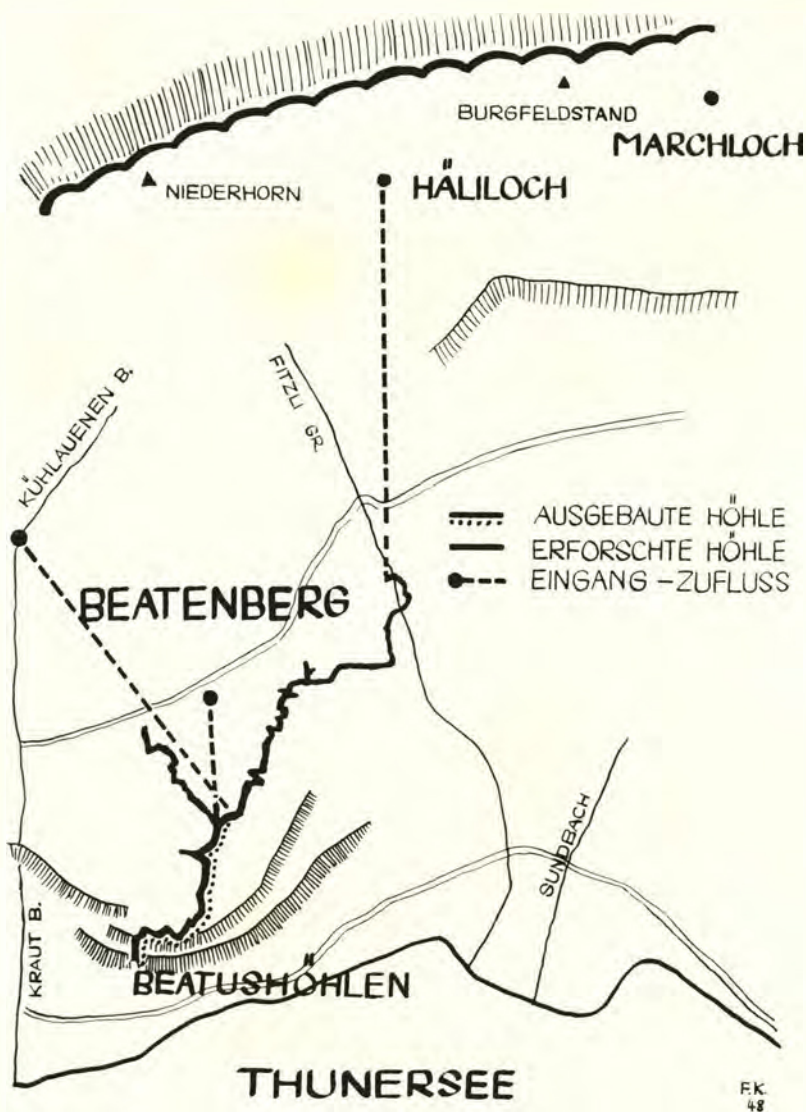 BURGFELDSTAND
MARCHLOCH
NIEDERHORN
HÄLILOCH
KÜHLAUENEN B.
FITZLI GR.
AUSGEBAUTE HÖHLE
ERFORSCHTE HÖHLE
EINGANG - ZUFLUSS
BEATENBERG
SUNDBACH
KRAUT B.
BEATUSHÖHLEN
THUNERSEE
F.K.
48